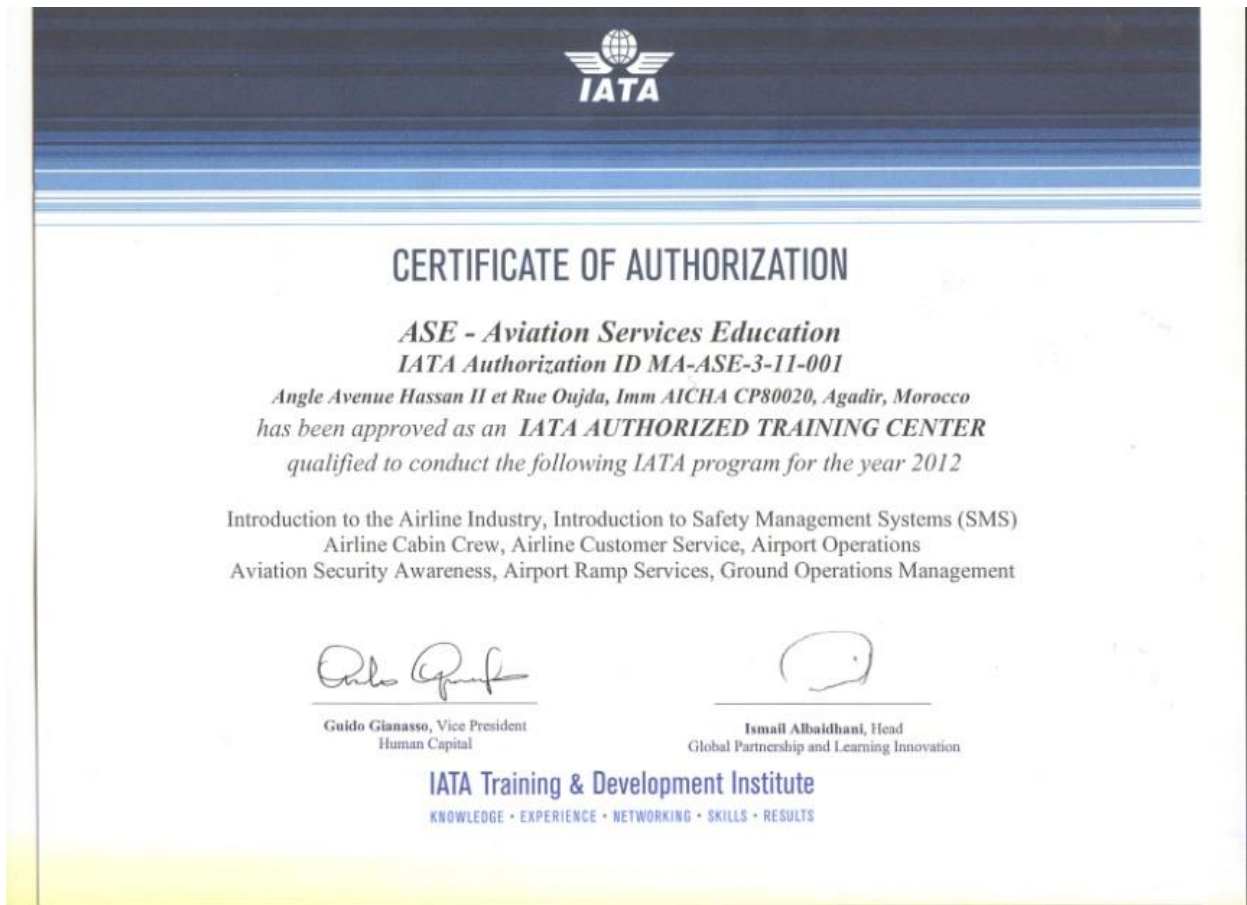 IATA
CERTIFICATE OF AUTHORIZATION
ASE - Aviation Services Education
IATA Authorization ID MA-ASE-3-11-001
Angle Avenue Hassan II et Rue Oujda, Imm AICHA CP80020, Agadir, Morocco
has been approved as an IATA AUTHORIZED TRAINING CENTER
qualified to conduct the following IATA program for the year 2012
Introduction to the Airline Industry, Introduction to Safety Management Systems (SMS)
Airline Cabin Crew, Airline Customer Service, Airport Operations
Aviation Security Awareness, Airport Ramp Services, Ground Operations Management
Guido Gianasso, Vice President
Human Capital
Ismail Albaidhani, Head
Global Partnership and Learning Innovation
IATA Training & Development Institute
KNOWLEDGE • EXPERIENCE • NETWORKING • SKILLS • RESULTS